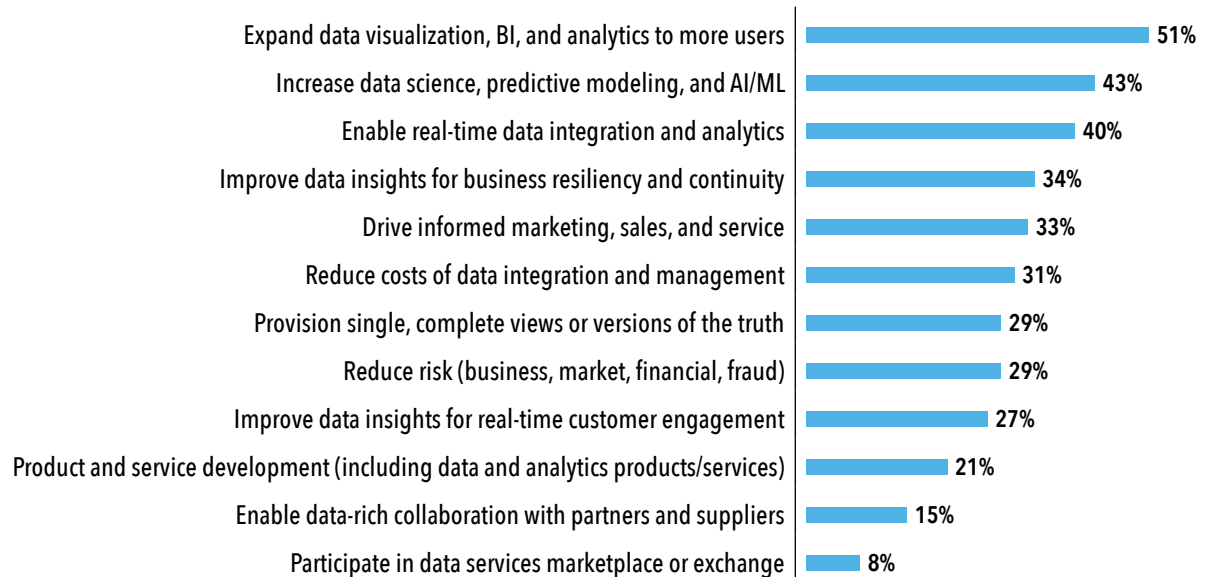 Expand data visualization, BI, and analytics to more users 51%
Increase data science, predictive modeling, and AI/ML 43%
Enable real-time data integration and analytics 40%
Improve data insights for business resiliency and continuity 34%
Drive informed marketing, sales, and service 33%
Reduce costs of data integration and management 31%
Provision single, complete views or versions of the truth 29%
Reduce risk (business, market, financial, fraud) 29%
Improve data insights for real-time customer engagement 27%
Product and service development (including data and analytics products/services) 21%
Enable data-rich collaboration with partners and suppliers 15%
Participate in data services marketplace or exchange 8%